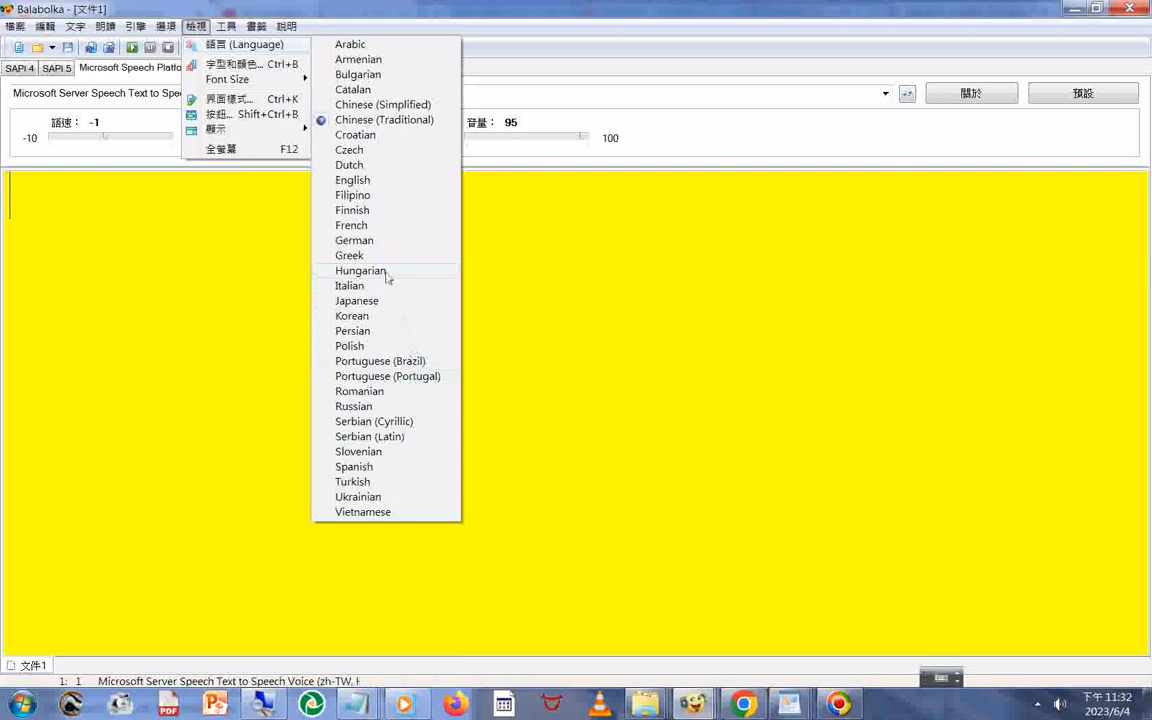 Balabolka - [文件1]
檔案 編輯 文字 朗讀 引擎 選項 檢視 工具 書籤 說明
SAPI 4 SAPI 5 Microsoft Speech Platfo
Microsoft Server Speech Text to Spe
關於 預設
語速： -1
音量： 95
-10
100
語言 (Language)
字型和顏色... Ctrl+B
Font Size
界面樣式... Ctrl+K
按鈕... Shift+Ctrl+B
顯示
全螢幕 F12
Arabic
Armenian
Bulgarian
Catalan
Chinese (Simplified)
Chinese (Traditional)
Croatian
Czech
Dutch
English
Filipino
Finnish
French
German
Greek
Hungarian
Italian
Japanese
Korean
Persian
Polish
Portuguese (Brazil)
Portuguese (Portugal)
Romanian
Russian
Serbian (Cyrillic)
Serbian (Latin)
Slovenian
Spanish
Turkish
Ukrainian
Vietnamese
文件1
1: 1 Microsoft Server Speech Text to Speech Voice (zh-TW, H
PDF
下午 11:32
2023/6/4